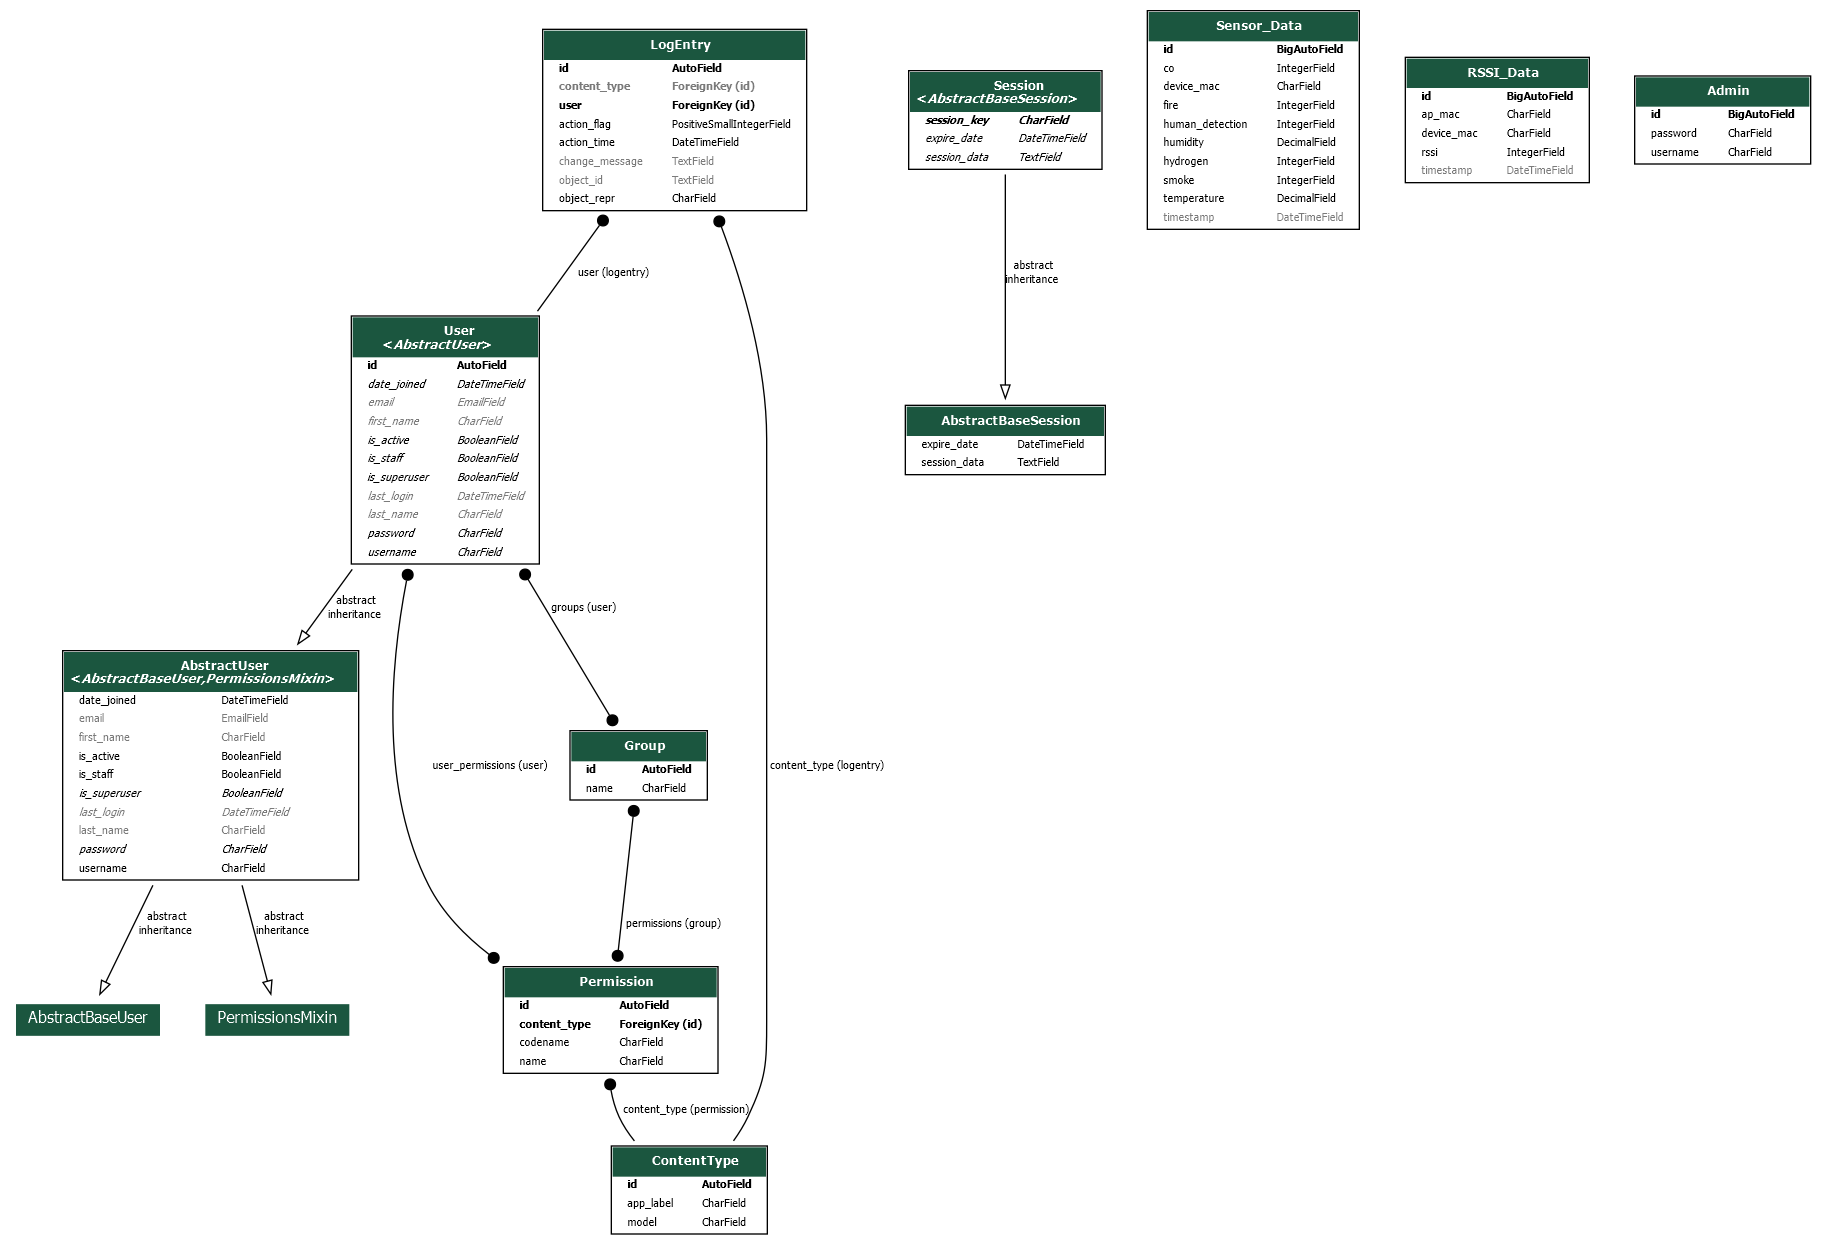 LogEntry
id AutoField
content_type ForeignKey (id)
user ForeignKey (id)
action_flag PositiveSmallIntegerField
action_time DateTimeField
change_message TextField
object_id TextField
object_repr CharField
Session
<AbstractBaseSession>
session_key CharField
expire_date DateTimeField
session_data TextField
Sensor_Data
id BigAutoField
co IntegerField
device_mac CharField
fire IntegerField
human_detection IntegerField
humidity DecimalField
hydrogen IntegerField
smoke IntegerField
temperature DecimalField
timestamp DateTimeField
RSSI_Data
id BigAutoField
ap_mac CharField
device_mac CharField
rssi IntegerField
timestamp DateTimeField
Admin
id BigAutoField
password CharField
username CharField
user (logentry)
abstract
inheritance
User
<AbstractUser>
id AutoField
date_joined DateTimeField
email EmailField
first_name CharField
is_active BooleanField
is_staff BooleanField
is_superuser BooleanField
last_login DateTimeField
last_name CharField
password CharField
username CharField
AbstractBaseSession
expire_date DateTimeField
session_data TextField
abstract
inheritance
groups (user)
AbstractUser
<AbstractBaseUser,PermissionsMixin>
date_joined DateTimeField
email EmailField
first_name CharField
is_active BooleanField
is_staff BooleanField
is_superuser BooleanField
last_login DateTimeField
last_name CharField
password CharField
username CharField
user_permissions (user)
Group
id AutoField
name CharField
content_type (logentry)
abstract
inheritance
abstract
inheritance
permissions (group)
AbstractBaseUser
PermissionsMixin
Permission
id AutoField
content_type ForeignKey (id)
codename CharField
name CharField
content_type (permission)
ContentType
id AutoField
app_label CharField
model CharField